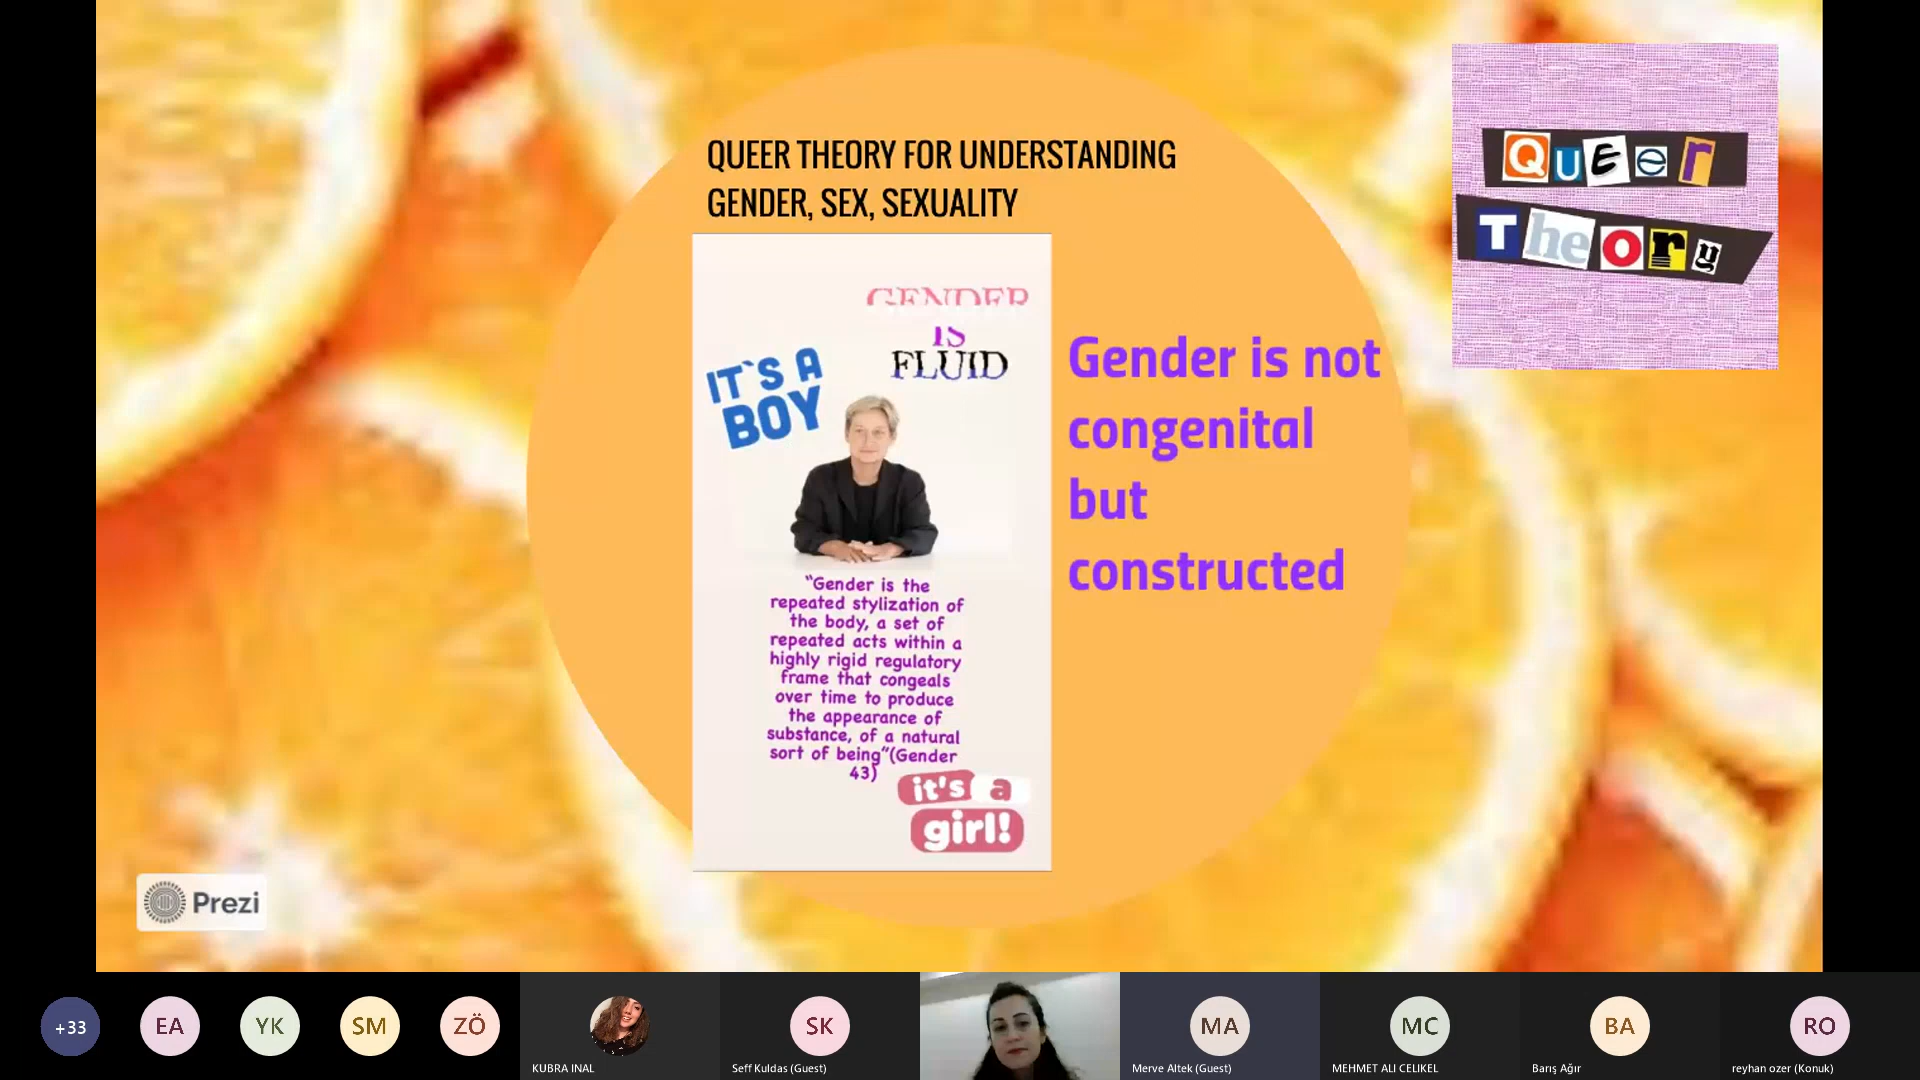 QUEER THEORY FOR UNDERSTANDING
GENDER, SEX, SEXUALITY
QUEer
TheOry
GENDER
IS
FLUID
IT`S A
BOY
Gender is not
congenital
but
constructed
“Gender is the
repeated stylization of
the body, a set of
repeated acts within a
highly rigid regulatory
frame that congeals
over time to produce
the appearance of
substance, of a natural
sort of being”(Gender
43)
it's a
girl!
Prezi
+33
EA
YK
SM
ZÖ
KUBRA INAL
SK
Seff Kuldas (Guest)
MA
Merve Altek (Guest)
MC
MEHMET ALI CELIKEL
BA
Barış Ağır
RO
reyhan ozer (Konuk)